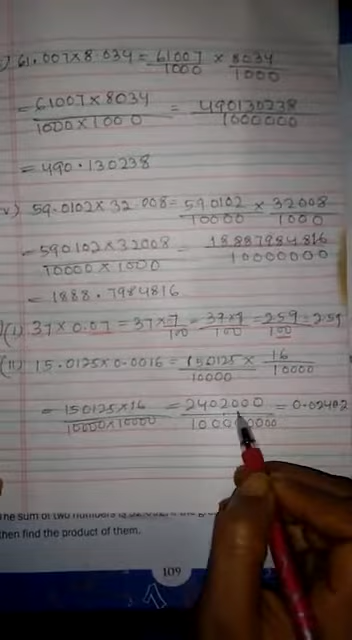 ) 61.007×8.034 = 61007/1000 × 8034/1000
= 61007×8034/1000×1000 = 490130238/1000000
= 490.130238
v) 59.0102×32.008 = 590102/10000 × 32008/1000
= 590102×32008/10000×1000 = 18887984816/10000000
= 1888.7984816
)(i) 37×0.07 = 37×7/100 = 37×7/100 = 259/100 = 2.59
(ii) 15.0125×0.0016 = 150125/10000 × 16/10000
= 150125×16/10000×10000 = 2402000/100000000 = 0.02402
The sum of two numbers is
then find the product of them.
109